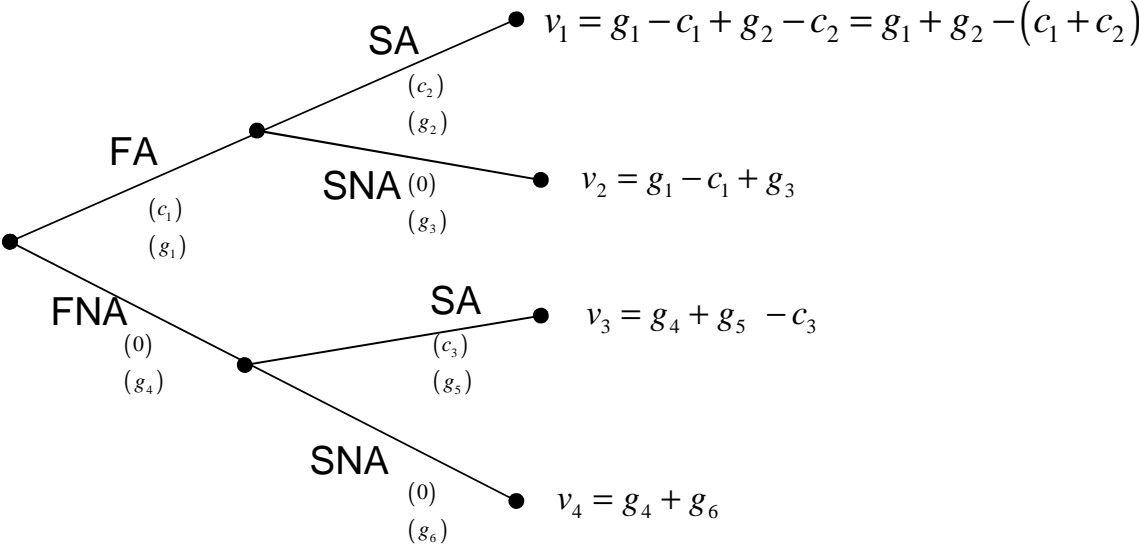 SA
v₁ = g₁ − c₁ + g₂ − c₂ = g₁ + g₂ − (c₁ + c₂)
(c₂)
(g₂)
FA
(c₁)
(g₁)
SNA (0)
(g₃)
v₂ = g₁ − c₁ + g₃
FNA
(0)
(g₄)
SA
(c₃)
(g₅)
v₃ = g₄ + g₅ − c₃
SNA
(0)
(g₆)
v₄ = g₄ + g₆